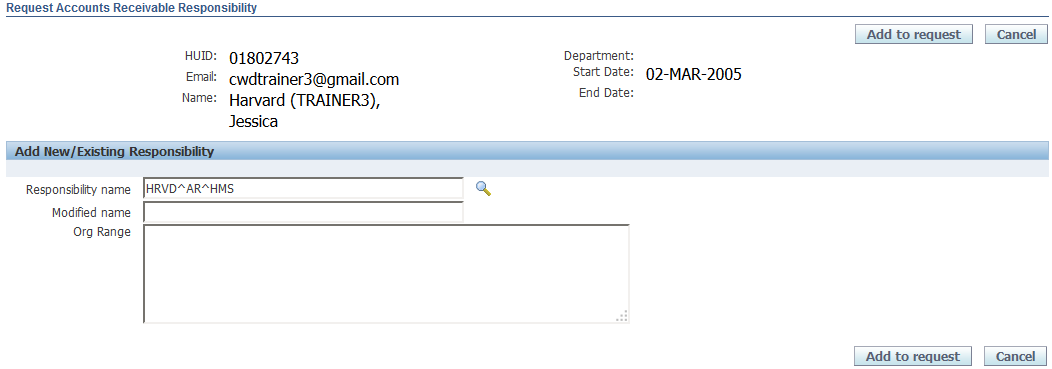 Request Accounts Receivable Responsibility
Add to request Cancel
HUID: 01802743 Department:
Email: cwdtrainer3@gmail.com Start Date: 02-MAR-2005
Name: Harvard (TRAINER3), End Date:
Jessica
Add New/Existing Responsibility
Responsibility name HRVD^AR^HMS
Modified name
Org Range
Add to request Cancel